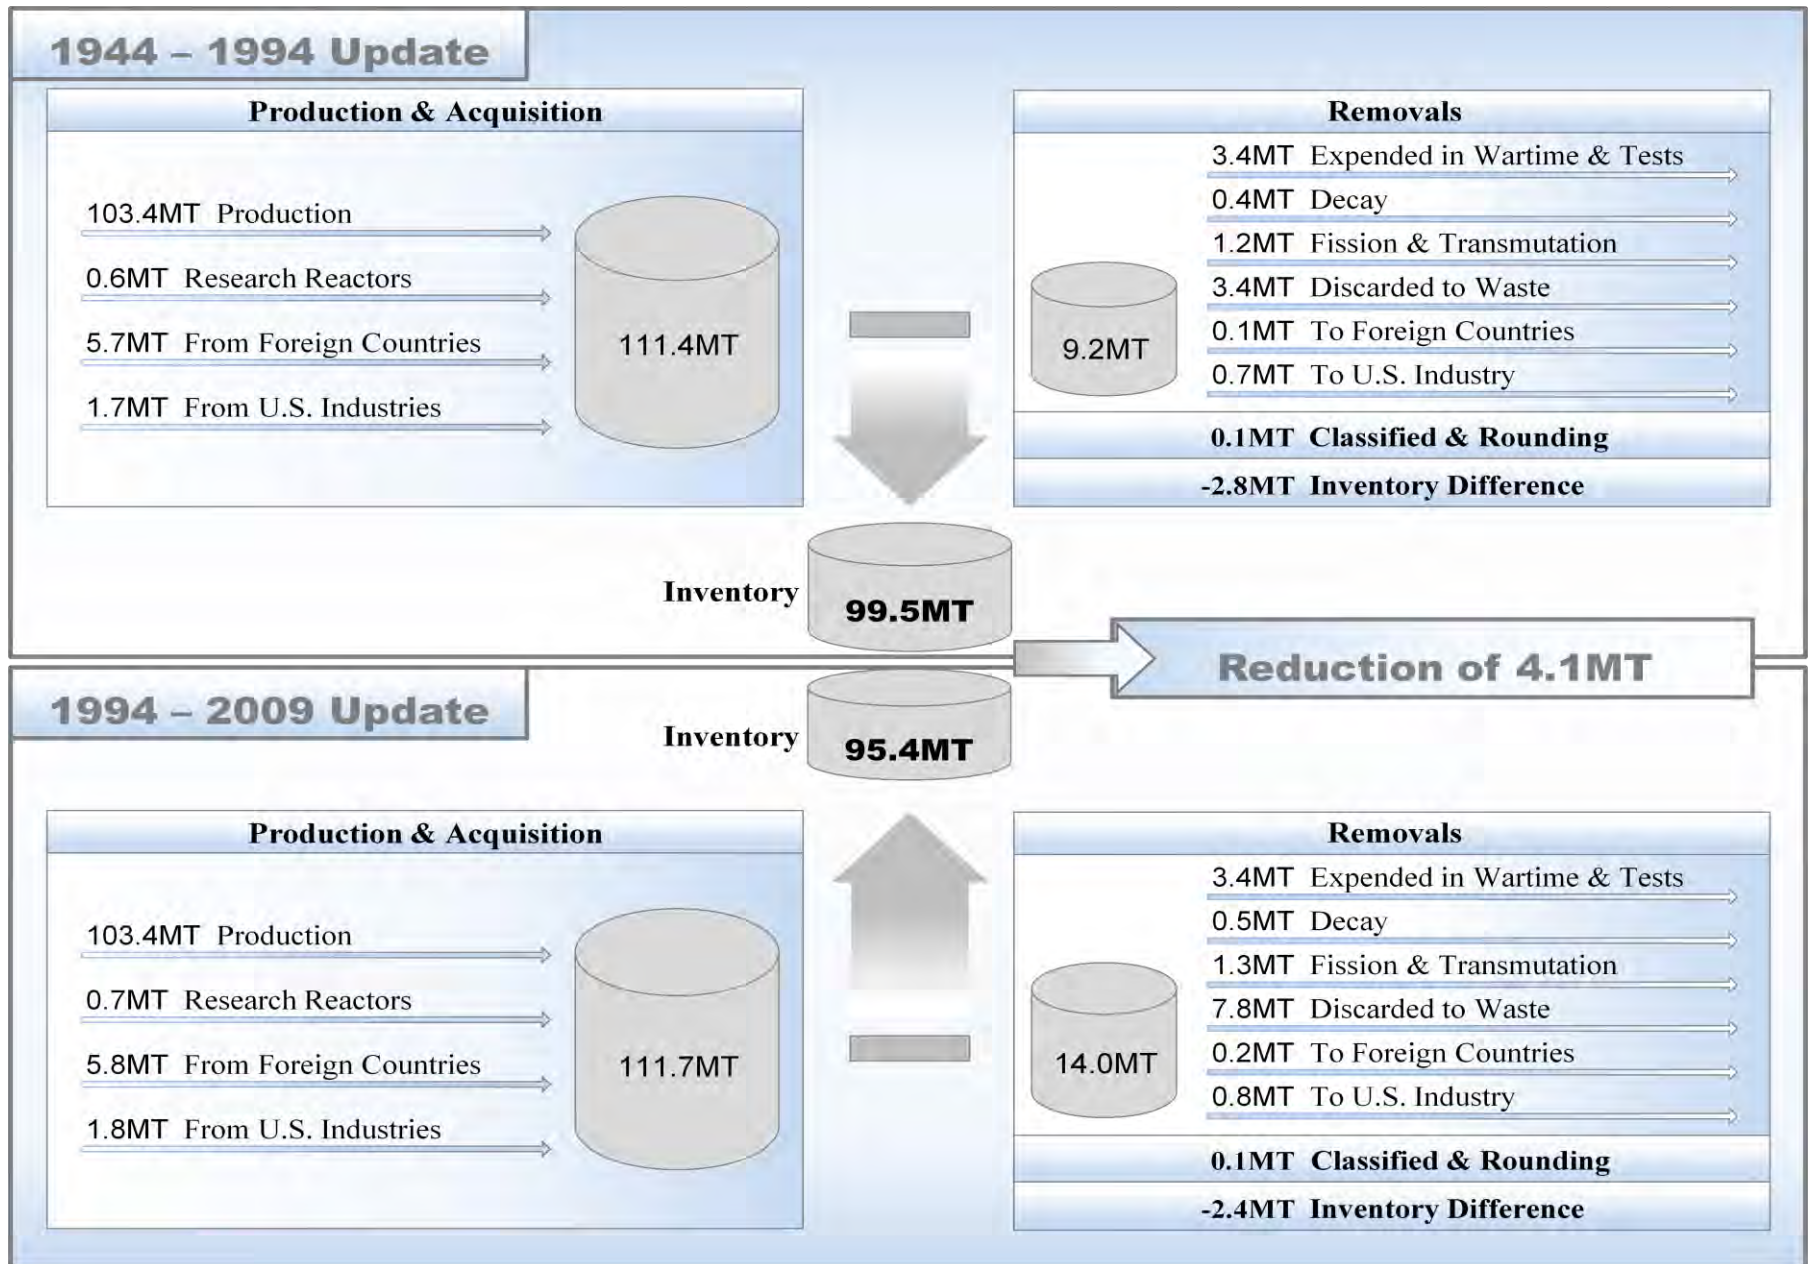 1944 – 1994 Update
Production & Acquisition
103.4MT Production
0.6MT Research Reactors
5.7MT From Foreign Countries
1.7MT From U.S. Industries
111.4MT
Removals
3.4MT Expended in Wartime & Tests
0.4MT Decay
1.2MT Fission & Transmutation
3.4MT Discarded to Waste
0.1MT To Foreign Countries
0.7MT To U.S. Industry
9.2MT
0.1MT Classified & Rounding
-2.8MT Inventory Difference
Inventory
99.5MT
Reduction of 4.1MT
1994 – 2009 Update
Inventory
95.4MT
Production & Acquisition
103.4MT Production
0.7MT Research Reactors
5.8MT From Foreign Countries
1.8MT From U.S. Industries
111.7MT
Removals
3.4MT Expended in Wartime & Tests
0.5MT Decay
1.3MT Fission & Transmutation
7.8MT Discarded to Waste
0.2MT To Foreign Countries
0.8MT To U.S. Industry
14.0MT
0.1MT Classified & Rounding
-2.4MT Inventory Difference